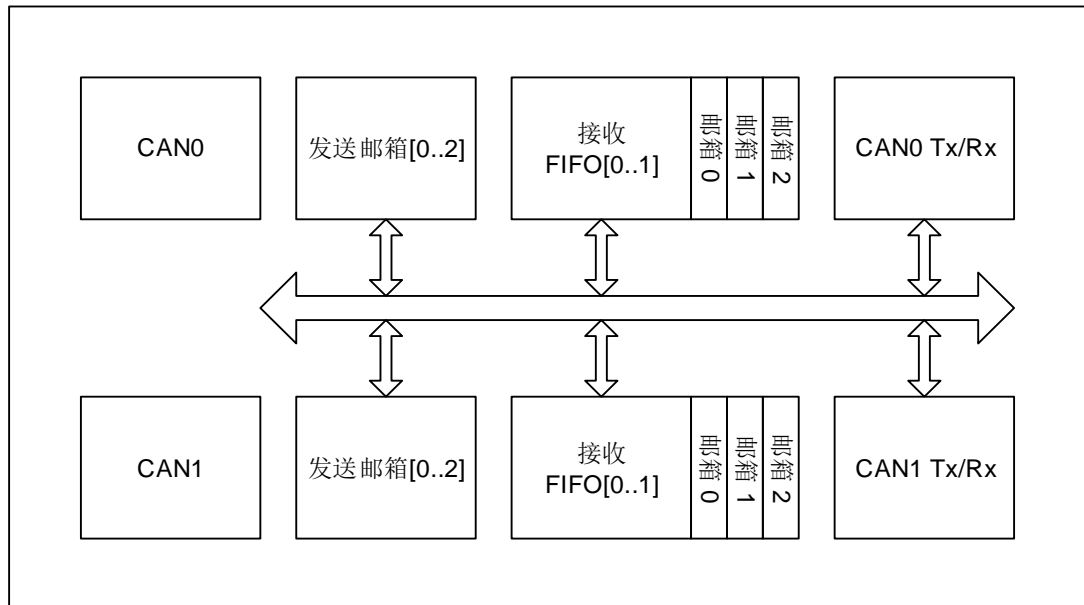 CAN0
发送邮箱[0..2]
接收
FIFO[0..1]
邮箱 0
邮箱 1
邮箱 2
CAN0 Tx/Rx
CAN1
发送邮箱[0..2]
接收
FIFO[0..1]
邮箱 0
邮箱 1
邮箱 2
CAN1 Tx/Rx